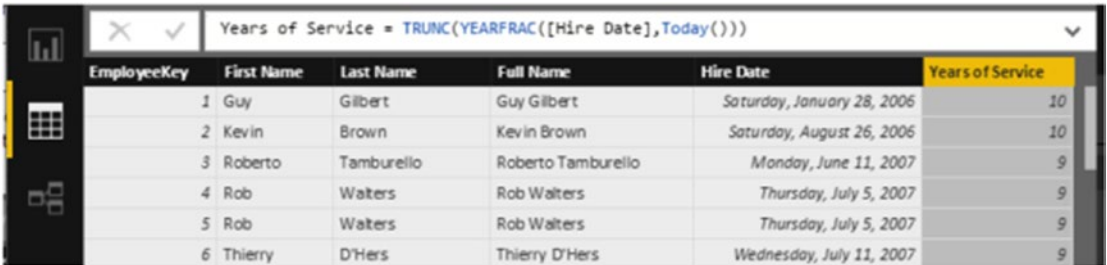 Years of Service = TRUNC(YEARFRAC([Hire Date],Today()))
EmployeeKey First Name Last Name Full Name Hire Date Years of Service
1 Guy Gilbert Guy Gilbert Saturday, January 28, 2006 10
2 Kevin Brown Kevin Brown Saturday, August 26, 2006 10
3 Roberto Tamburello Roberto Tamburello Monday, June 11, 2007 9
4 Rob Walters Rob Walters Thursday, July 5, 2007 9
5 Rob Walters Rob Walters Thursday, July 5, 2007 9
6 Thierry D'Hers Thierry D'Hers Wednesday, July 11, 2007 9